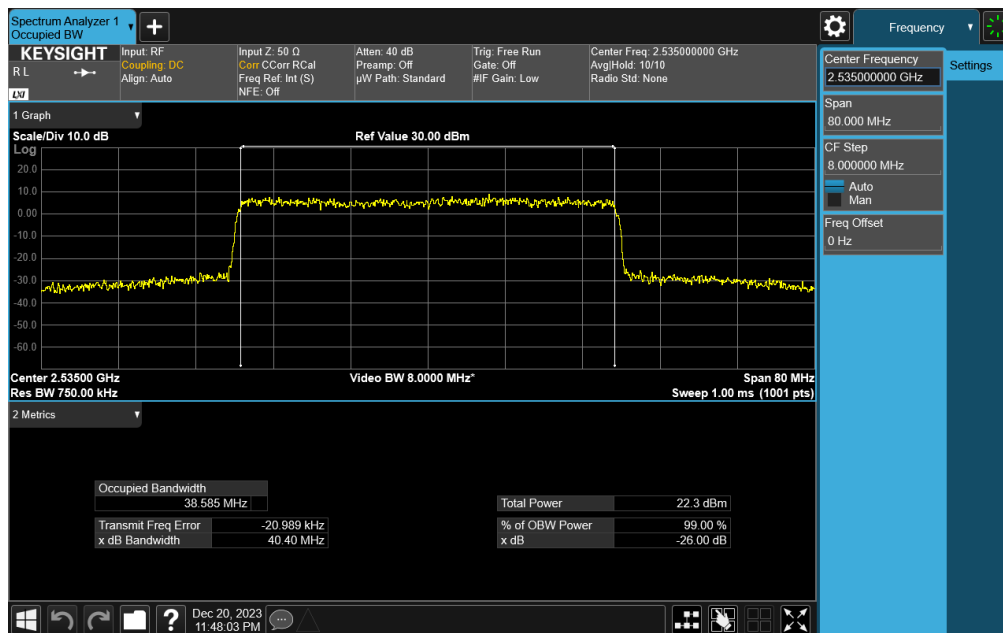 Spectrum Analyzer 1
Occupied BW
Frequency
KEYSIGHT
R L
LXI
Input: RF
Coupling: DC
Align: Auto
Input Z: 50 Ω
Corr CCorr RCal
Freq Ref: Int (S)
NFE: Off
Atten: 40 dB
Preamp: Off
µW Path: Standard
Trig: Free Run
Gate: Off
#IF Gain: Low
Center Freq: 2.535000000 GHz
Avg|Hold: 10/10
Radio Std: None
Center Frequency
2.535000000 GHz
Settings
Span
80.000 MHz
CF Step
8.000000 MHz
Auto
Man
Freq Offset
0 Hz
1 Graph
Scale/Div 10.0 dB
Ref Value 30.00 dBm
Log
20.0
10.0
0.00
-10.0
-20.0
-30.0
-40.0
-50.0
-60.0
Center 2.53500 GHz
Video BW 8.0000 MHz*
Span 80 MHz
Res BW 750.00 kHz
Sweep 1.00 ms (1001 pts)
2 Metrics
Occupied Bandwidth
38.585 MHz
Total Power 22.3 dBm
Transmit Freq Error -20.989 kHz
% of OBW Power 99.00 %
x dB Bandwidth 40.40 MHz
x dB -26.00 dB
?
Dec 20, 2023
11:48:03 PM